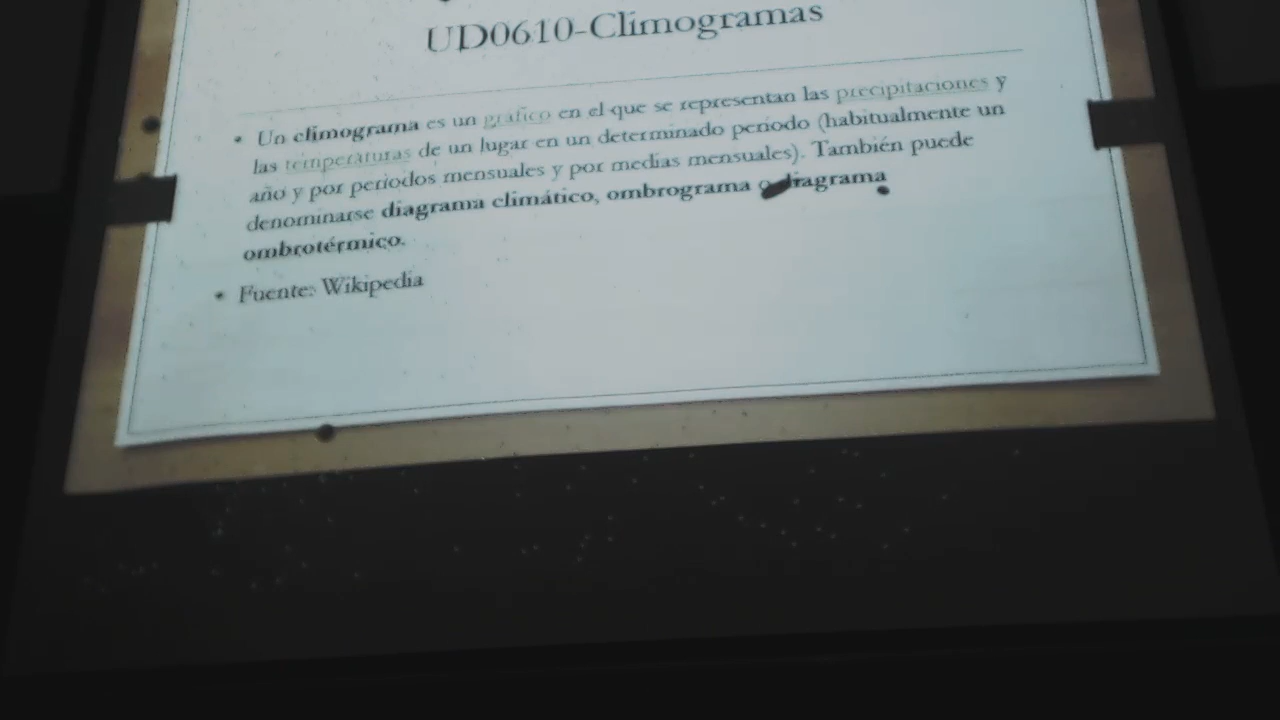 UD0610-Climogramas
• Un climograma es un gráfico en el que se representan las precipitaciones y
las temperaturas de un lugar en un determinado periodo (habitualmente un
año y por periodos mensuales y por medias mensuales). También puede
denominarse diagrama climático, ombrograma o diagrama
ombrotérmico.
• Fuente: Wikipedia